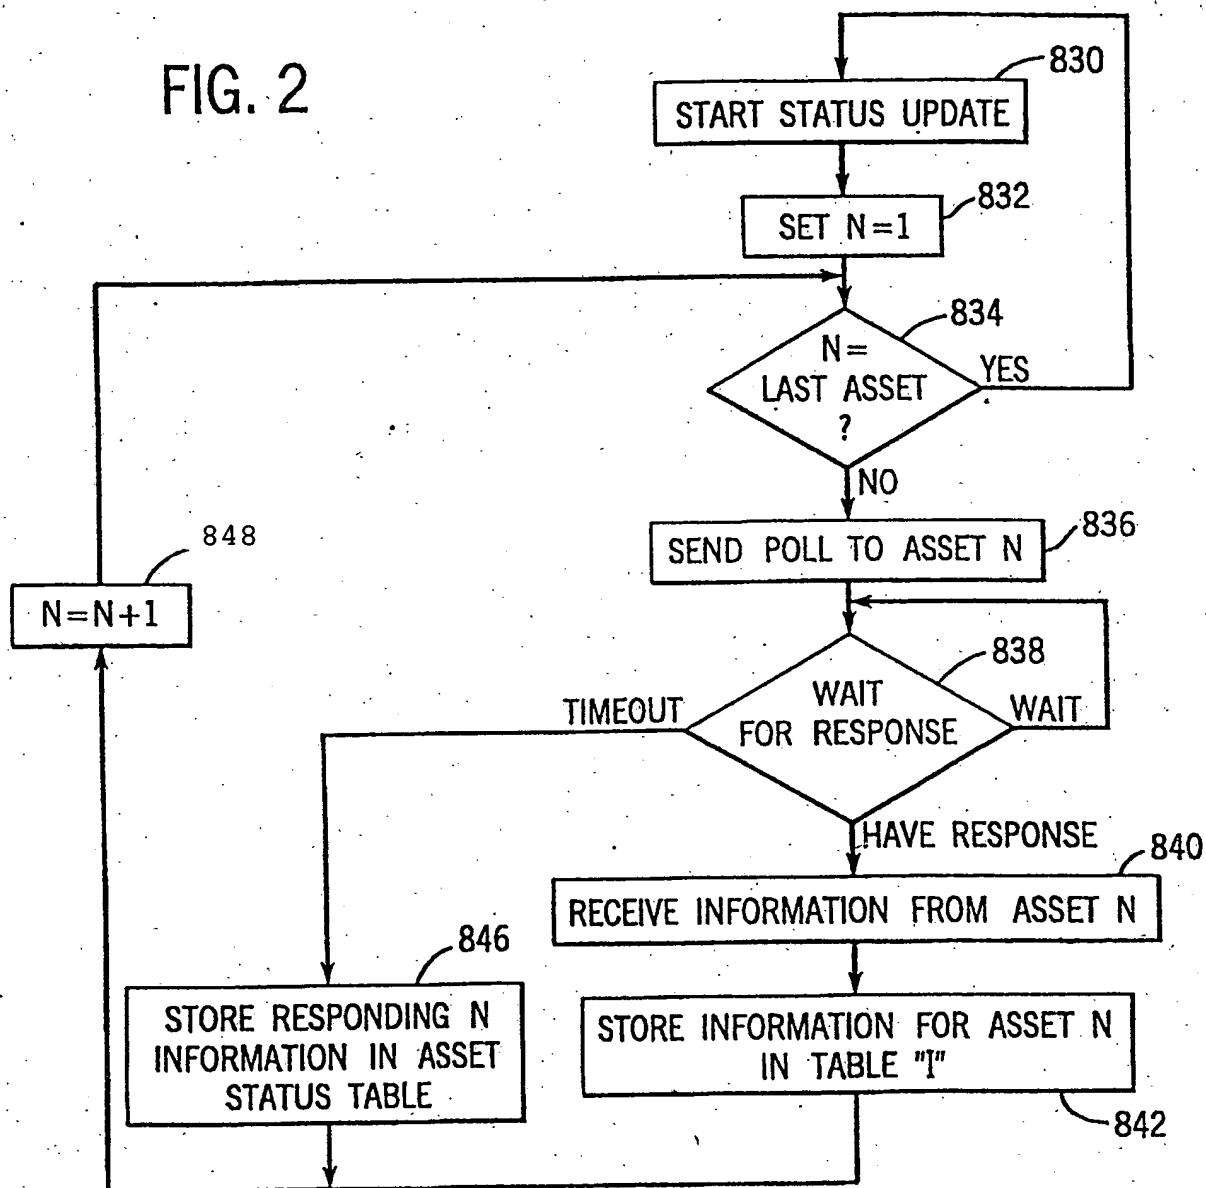 FIG. 2
830
START STATUS UPDATE
832
SET N=1
834
N=
LAST ASSET
?
YES
NO
836
SEND POLL TO ASSET N
848
N=N+1
838
WAIT
FOR RESPONSE
WAIT
TIMEOUT
HAVE RESPONSE
840
RECEIVE INFORMATION FROM ASSET N
846
STORE RESPONDING N
INFORMATION IN ASSET
STATUS TABLE
STORE INFORMATION FOR ASSET N
IN TABLE "I"
842